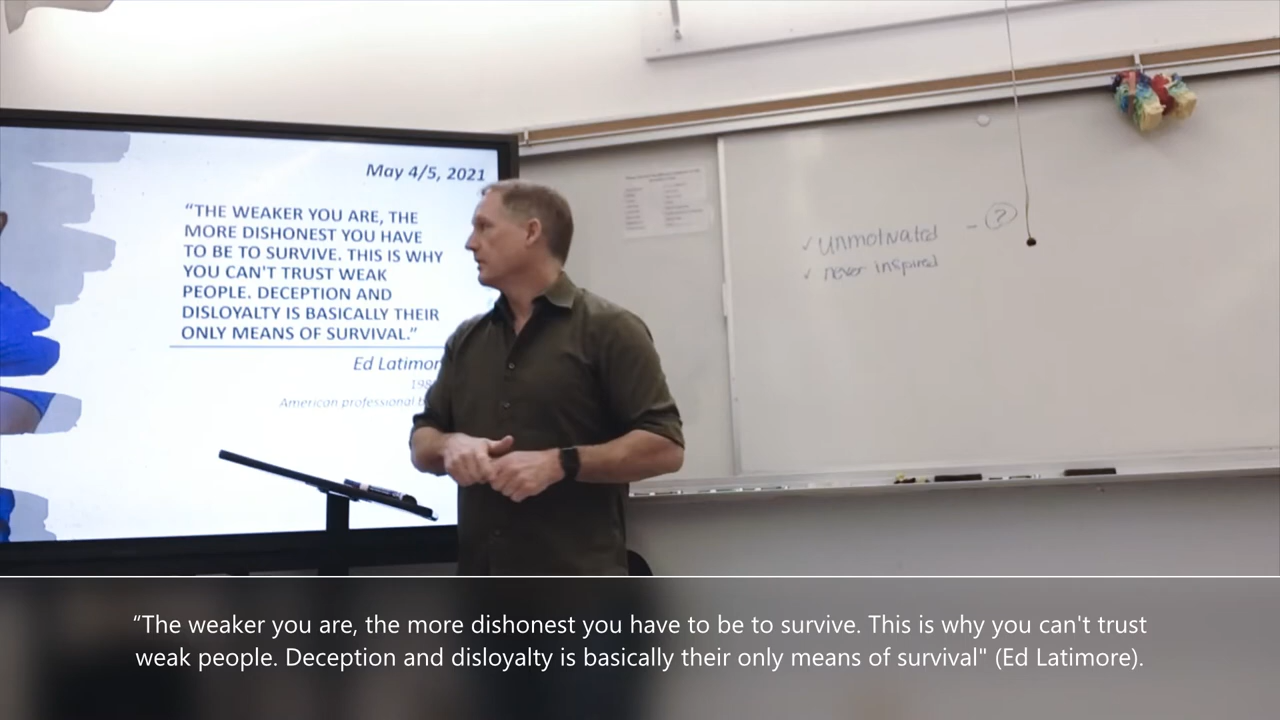 May 4/5, 2021
“THE WEAKER YOU ARE, THE
MORE DISHONEST YOU HAVE
TO BE TO SURVIVE. THIS IS WHY
YOU CAN'T TRUST WEAK
PEOPLE. DECEPTION AND
DISLOYALTY IS BASICALLY THEIR
ONLY MEANS OF SURVIVAL.”
Ed Latimor
198
American professional b
✓ unmotivated - ?
✓ never inspired
“The weaker you are, the more dishonest you have to be to survive. This is why you can't trust
weak people. Deception and disloyalty is basically their only means of survival" (Ed Latimore).